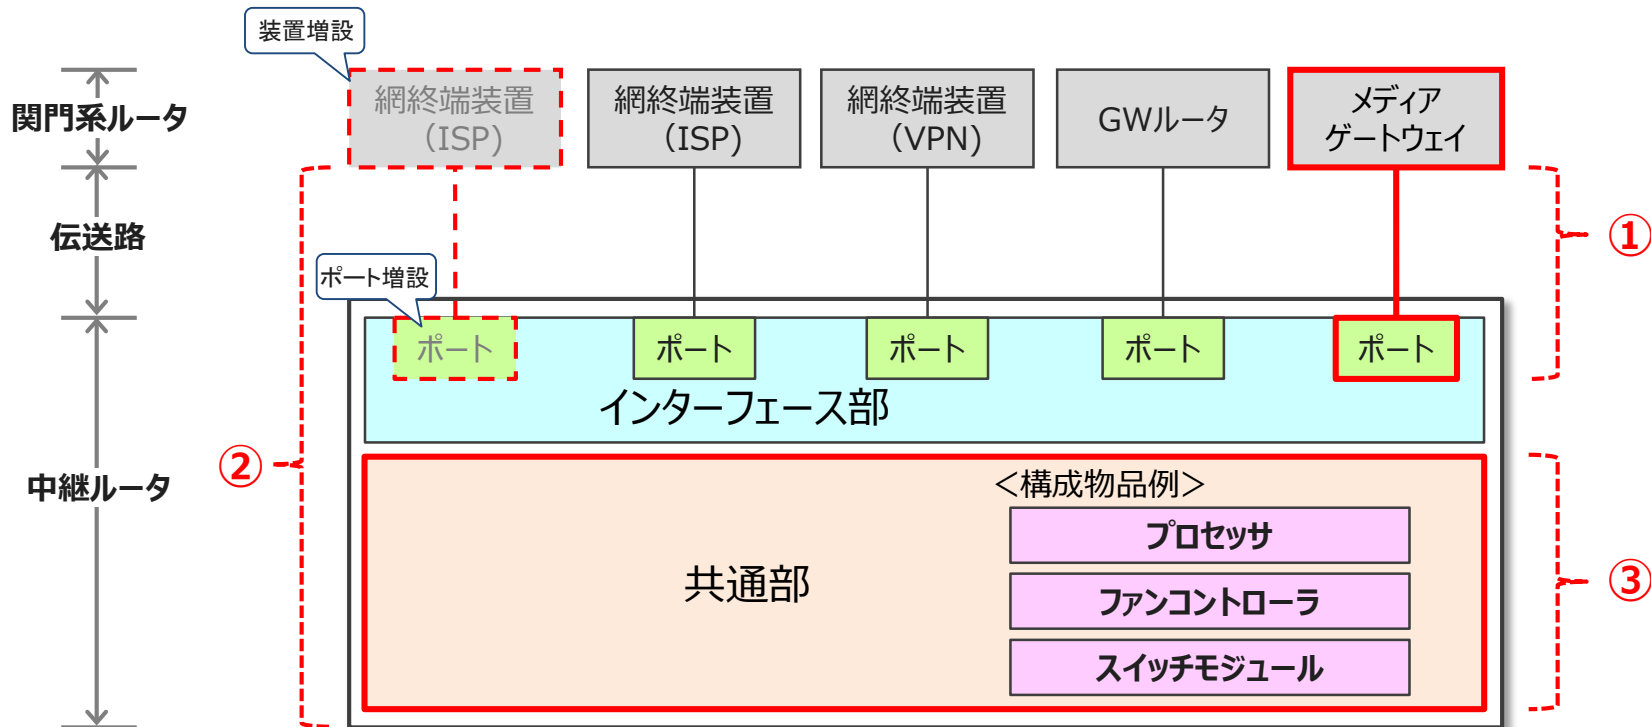 装置増設
関門系ルータ
網終端装置
（ISP）
網終端装置
（ISP）
網終端装置
（VPN）
GWルータ
メディア
ゲートウェイ
伝送路
①
ポート増設
ポート
ポート
ポート
ポート
ポート
インターフェース部
②
中継ルータ
＜構成物品例＞
プロセッサ
共通部
ファンコントローラ
③
スイッチモジュール